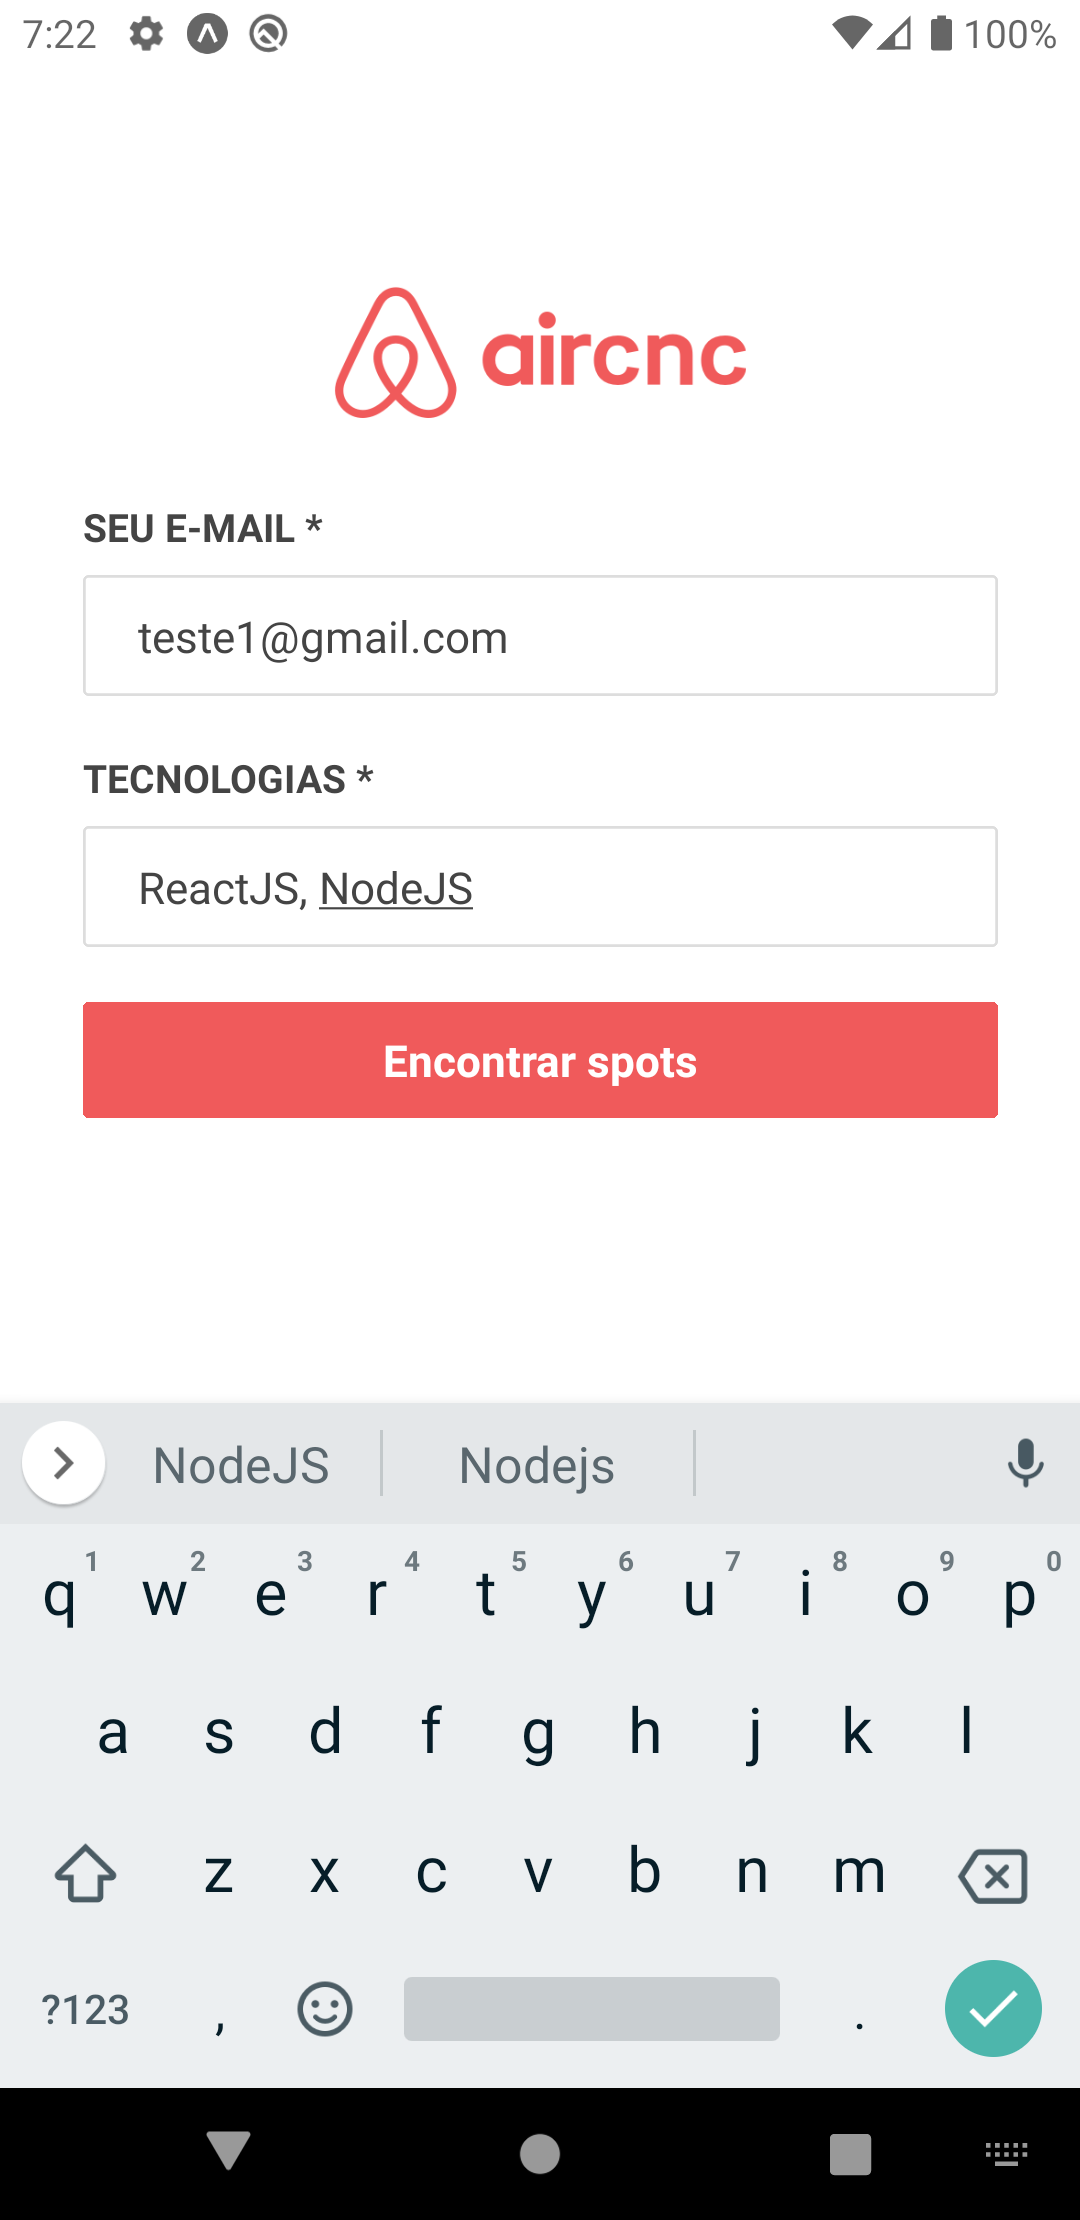 7:22 100%
aircnc
SEU E-MAIL *
teste1@gmail.com
TECNOLOGIAS *
ReactJS, NodeJS
Encontrar spots
NodeJS Nodejs
1 2 3 4 5 6 7 8 9 0
q w e r t y u i o p
a s d f g h j k l
z x c v b n m
?123 , .